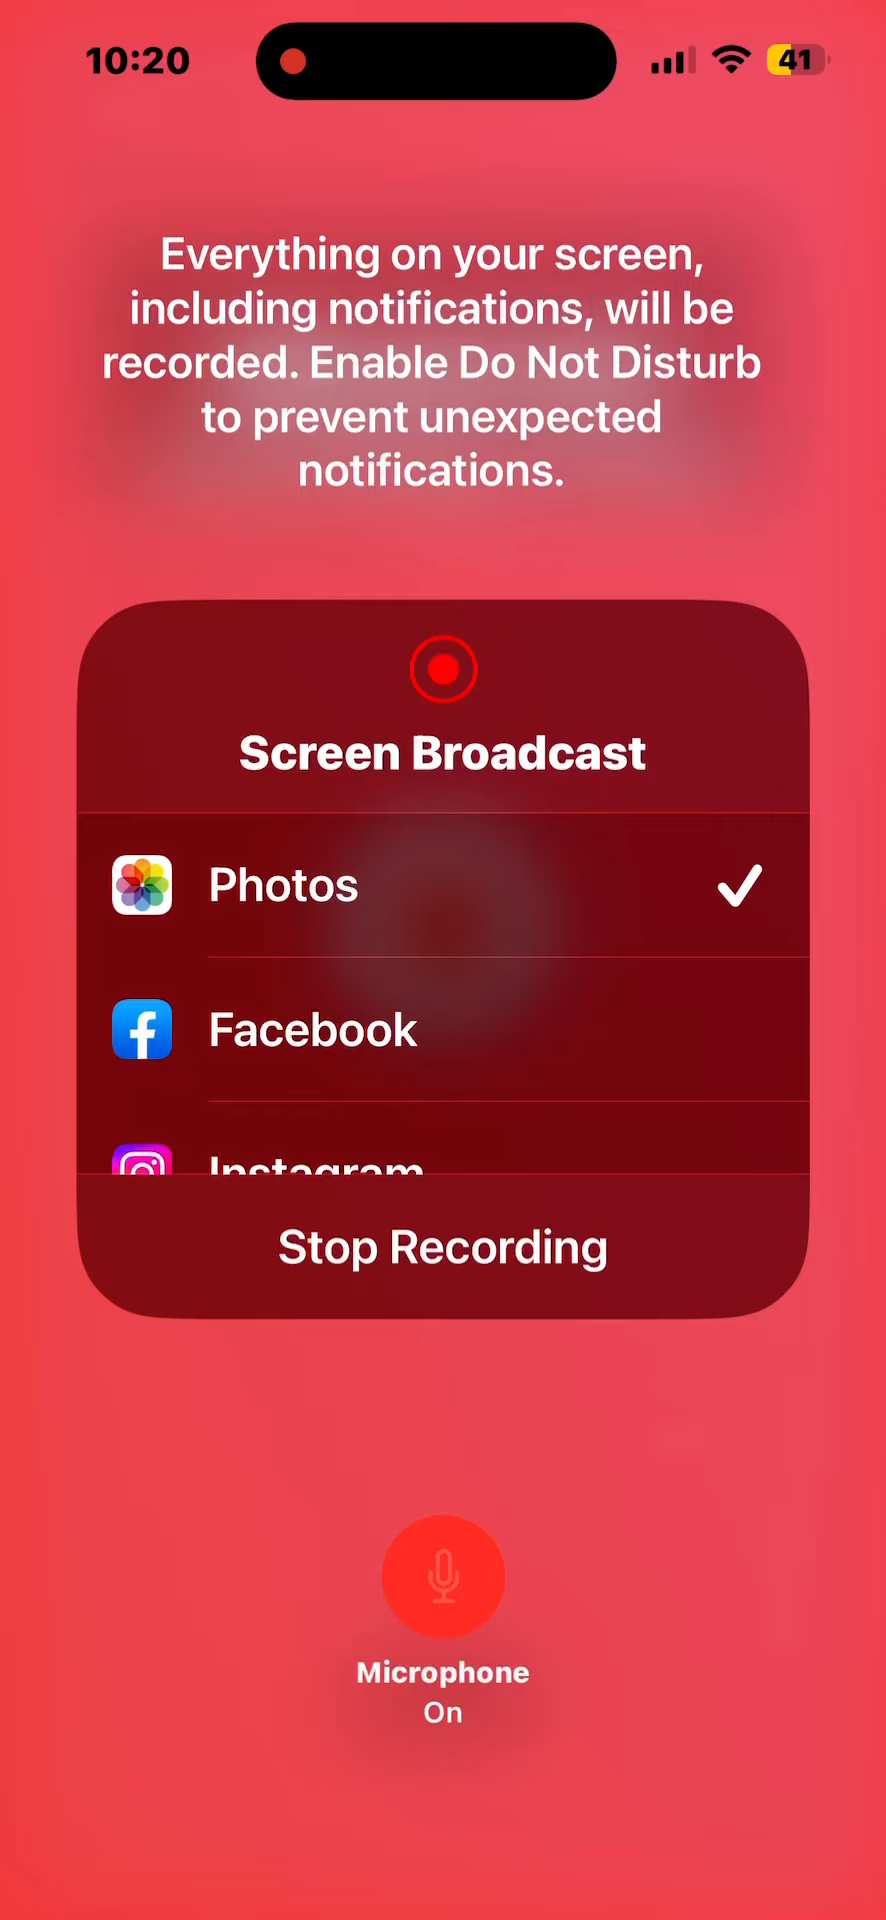 10:20
41
Everything on your screen,
including notifications, will be
recorded. Enable Do Not Disturb
to prevent unexpected
notifications.
Screen Broadcast
Photos
Facebook
Instagram
Stop Recording
Microphone
On